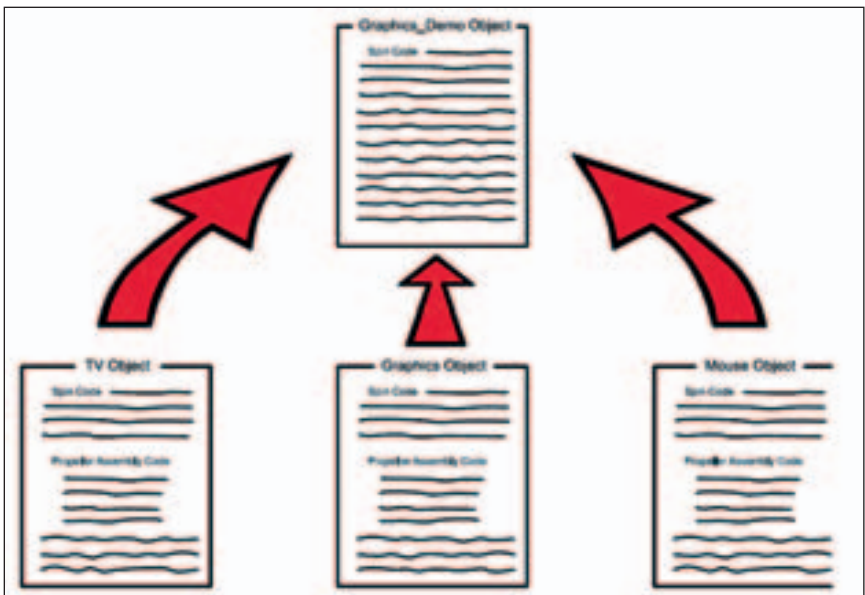 Graphics_Demo Object
Spin Code
TV Object
Spin Code
Propeller Assembly Code
Graphics Object
Spin Code
Propeller Assembly Code
Mouse Object
Spin Code
Propeller Assembly Code